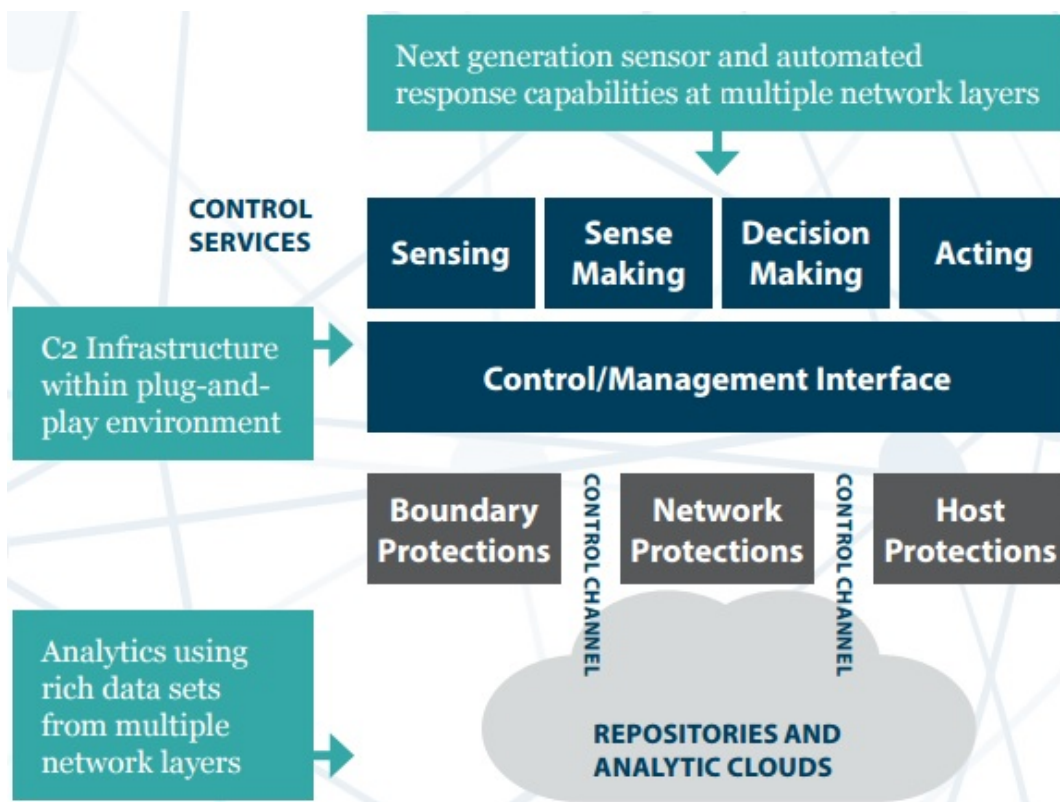 Next generation sensor and automated
response capabilities at multiple network layers
CONTROL
SERVICES
Sensing
Sense
Making
Decision
Making
Acting
C2 Infrastructure
within plug-and-
play environment
Control/Management Interface
Boundary
Protections
CONTROL CHANNEL
Network
Protections
CONTROL CHANNEL
Host
Protections
Analytics using
rich data sets
from multiple
network layers
REPOSITORIES AND
ANALYTIC CLOUDS